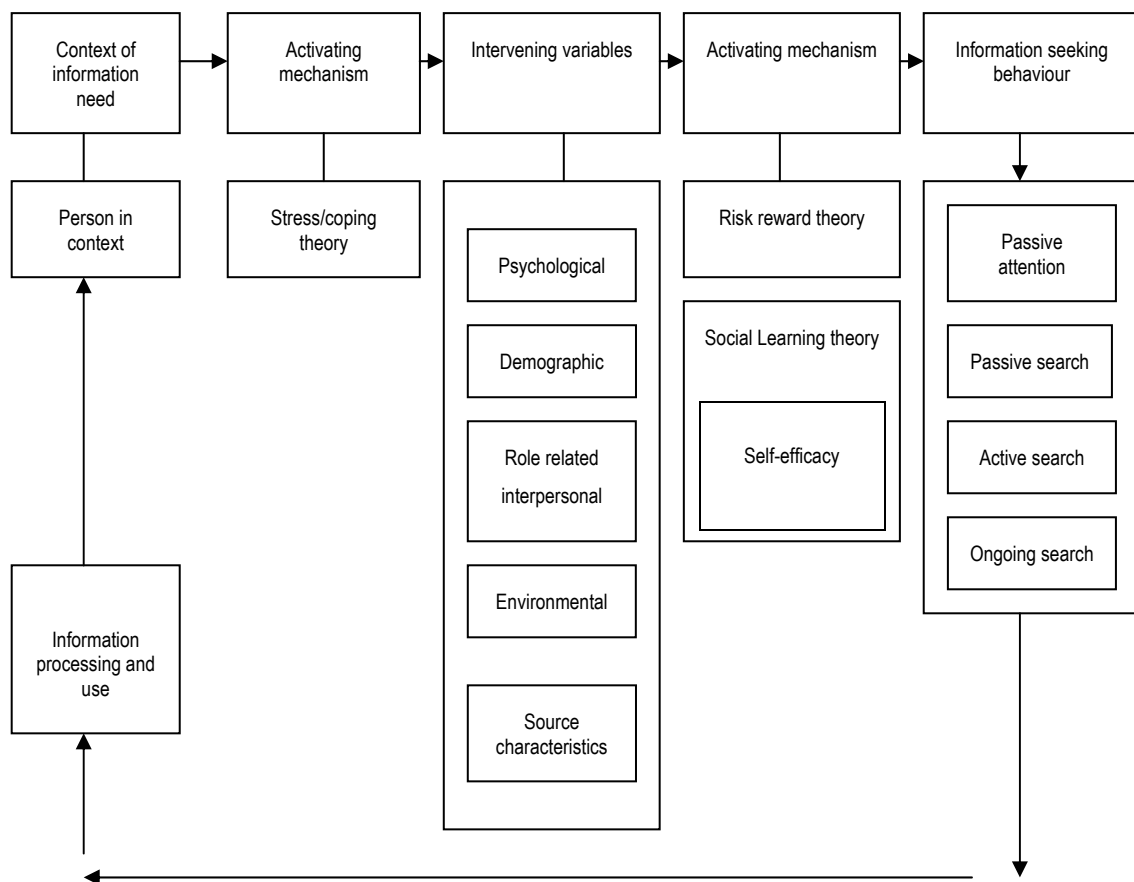 Context of
information
need
Activating
mechanism
Intervening variables
Activating mechanism
Information seeking
behaviour
Person in
context
Stress/coping
theory
Psychological
Demographic
Role related
interpersonal
Environmental
Source
characteristics
Risk reward theory
Social Learning theory
Self-efficacy
Passive
attention
Passive search
Active search
Ongoing search
Information
processing and
use